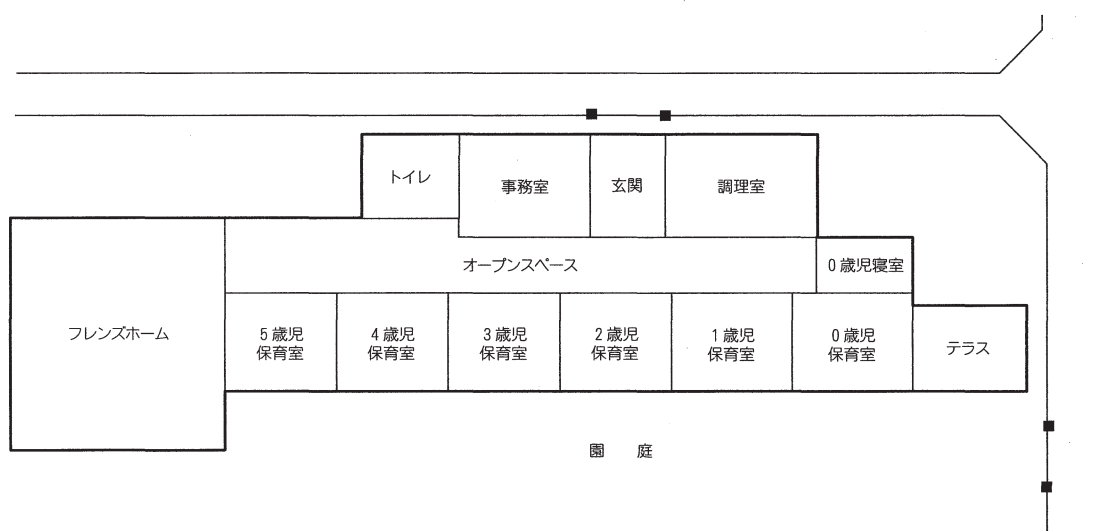 トイレ
事務室
玄関
調理室
オープンスペース
0歳児寝室
フレンズホーム
5歳児
保育室
4歳児
保育室
3歳児
保育室
2歳児
保育室
1歳児
保育室
0歳児
保育室
テラス
園 庭